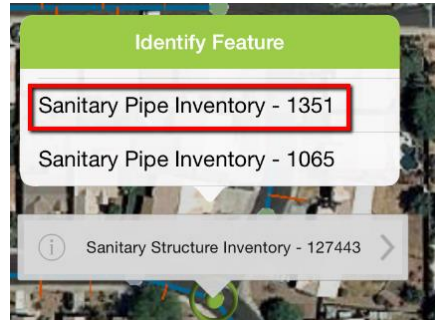 Identify Feature
Sanitary Pipe Inventory - 1351
Sanitary Pipe Inventory - 1065
Sanitary Structure Inventory - 127443